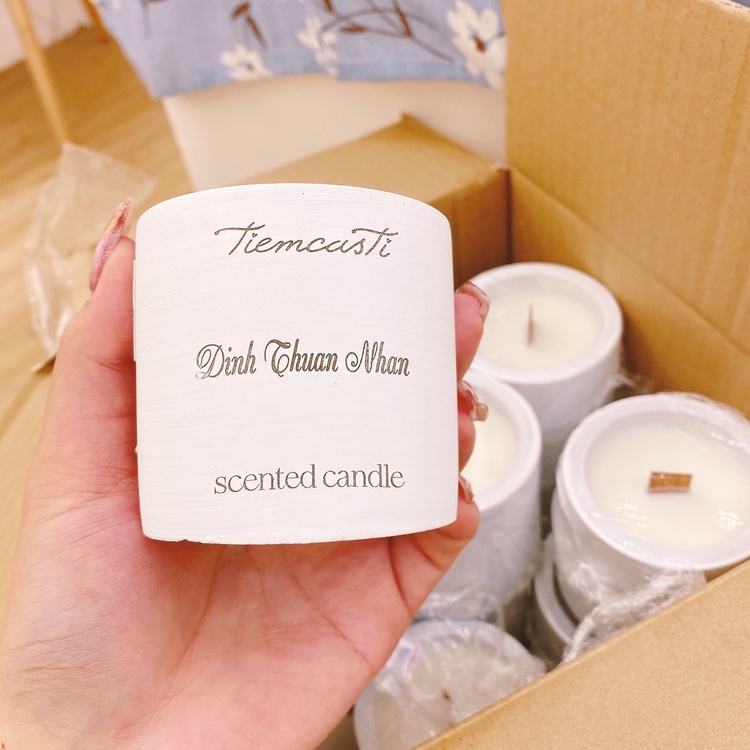 Tiemcasti
Dinh Thuan Nhan
scented candle